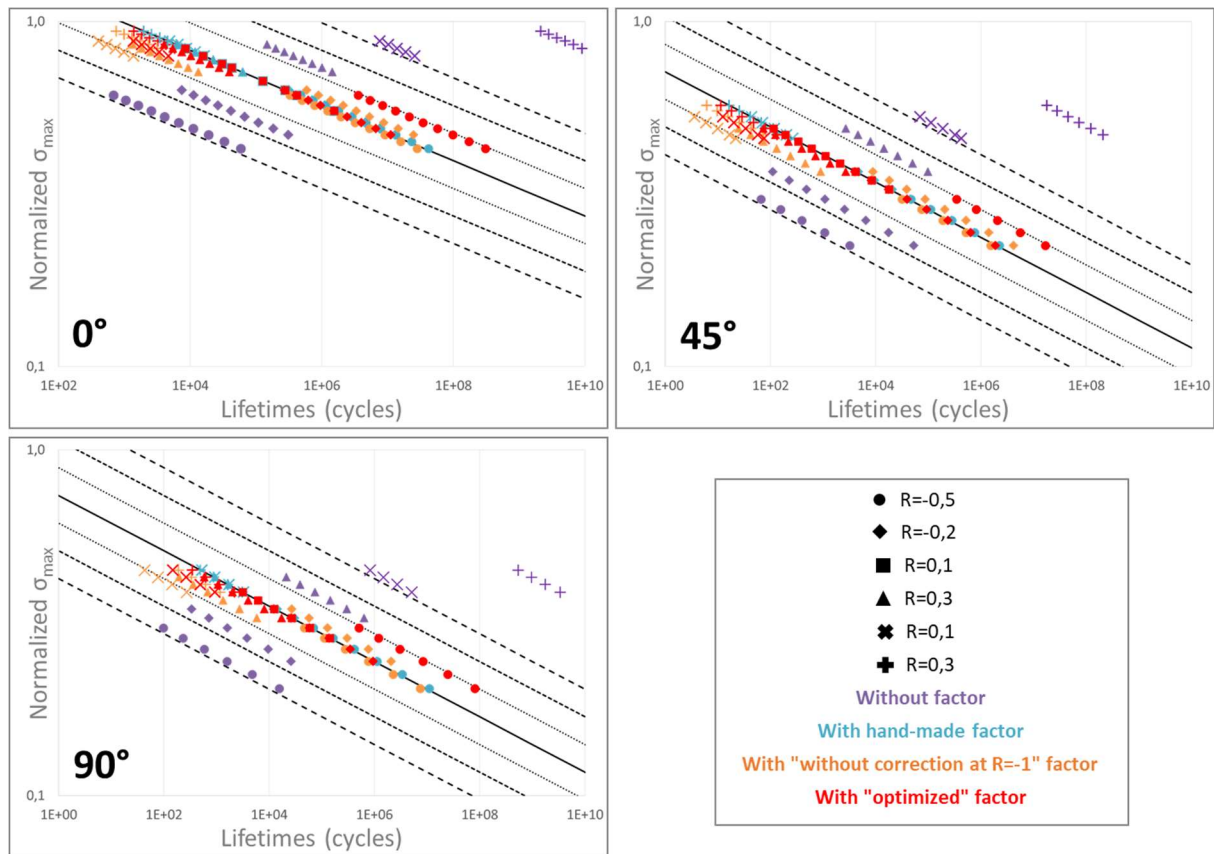 1,0
Normalized σmax
0°
0,1
1E+02
1E+04
1E+06
1E+08
1E+10
Lifetimes (cycles)
1,0
Normalized σmax
45°
0,1
1E+00
1E+02
1E+04
1E+06
1E+08
1E+10
Lifetimes (cycles)
1,0
Normalized σmax
90°
0,1
1E+00
1E+02
1E+04
1E+06
1E+08
1E+10
Lifetimes (cycles)
R=-0,5
R=-0,2
R=0,1
R=0,3
R=0,1
R=0,3
Without factor
With hand-made factor
With "without correction at R=-1" factor
With "optimized" factor